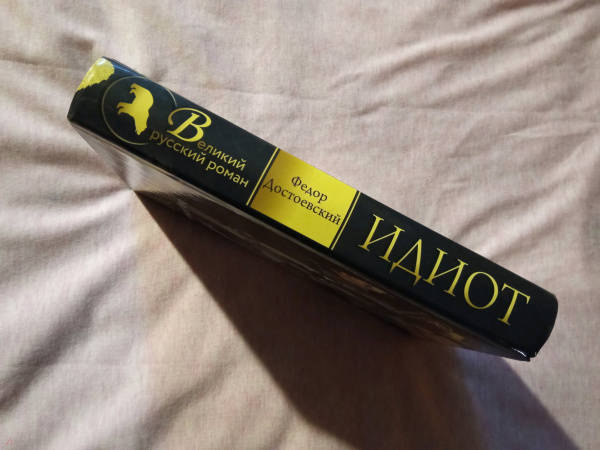 Великий
русский роман
Федор
Достоевский
ИДИОТ